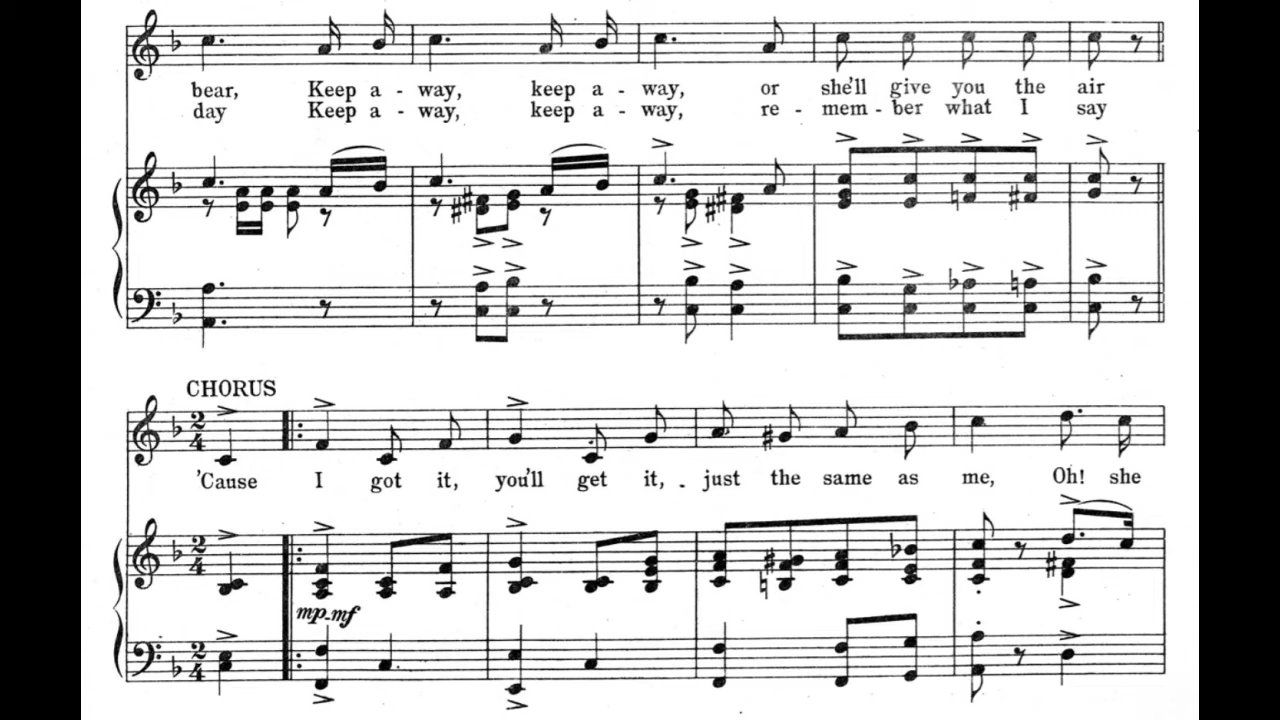 bear, Keep a - way, keep a - way, or she'll give you the air
day Keep a - way, keep a - way, re - mem - ber what I say
CHORUS
'Cause I got it, you'll get it, just the same as me, Oh! she
mp-mf